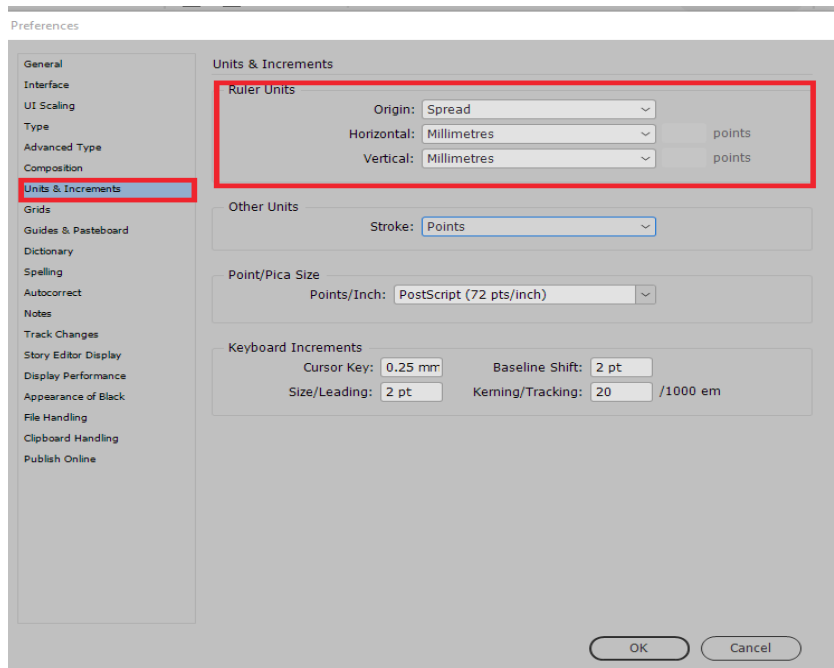 Preferences
General
Interface
UI Scaling
Type
Advanced Type
Composition
Units & Increments
Grids
Guides & Pasteboard
Dictionary
Spelling
Autocorrect
Notes
Track Changes
Story Editor Display
Display Performance
Appearance of Black
File Handling
Clipboard Handling
Publish Online
Units & Increments
Ruler Units
Origin: Spread
Horizontal: Millimetres points
Vertical: Millimetres points
Other Units
Stroke: Points
Point/Pica Size
Points/Inch: PostScript (72 pts/inch)
Keyboard Increments
Cursor Key: 0.25 mm Baseline Shift: 2 pt
Size/Leading: 2 pt Kerning/Tracking: 20 /1000 em
OK Cancel